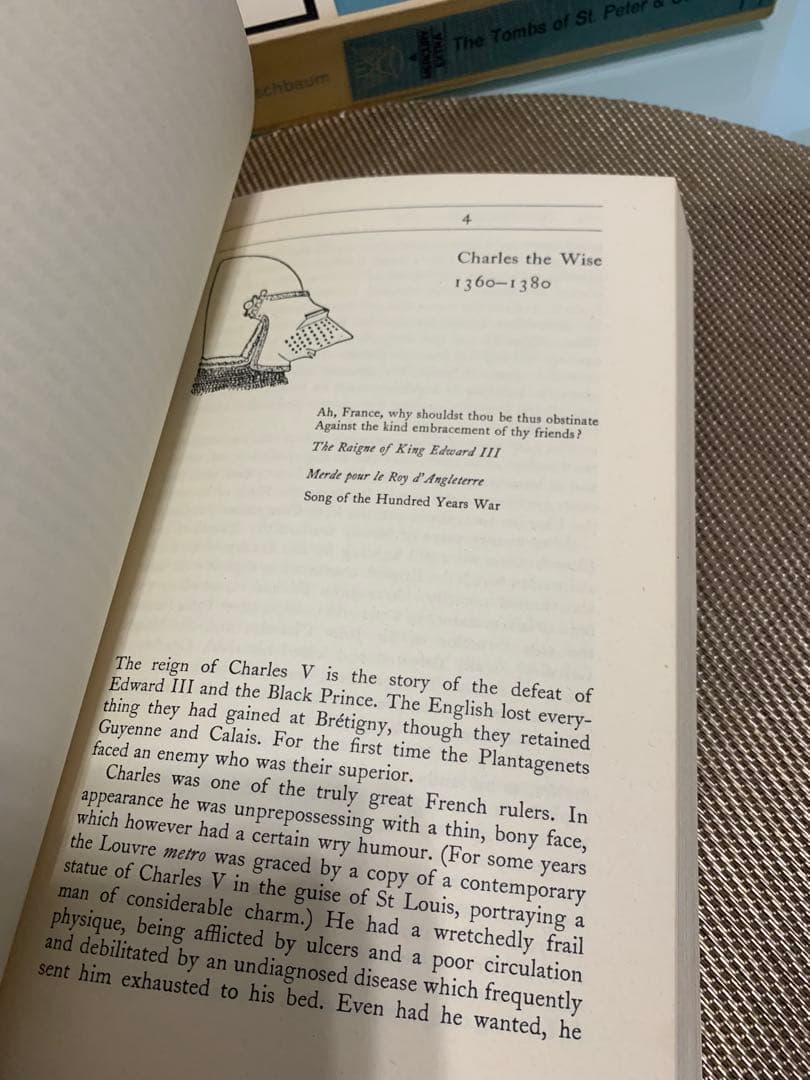 schbaum
A
MERCURY
EXTRA
The Tombs of St. Peter &
4
Charles the Wise
1360–1380
Ah, France, why shouldst thou be thus obstinate
Against the kind embracement of thy friends?
The Raigne of King Edward III
Merde pour le Roy d'Angleterre
Song of the Hundred Years War
The reign of Charles V is the story of the defeat of
Edward III and the Black Prince. The English lost every-
thing they had gained at Brétigny, though they retained
Guyenne and Calais. For the first time the Plantagenets
faced an enemy who was their superior.
Charles was one of the truly great French rulers. In
appearance he was unprepossessing with a thin, bony face,
which however had a certain wry humour. (For some years
the Louvre metro was graced by a copy of a contemporary
statue of Charles V in the guise of St Louis, portraying a
man of considerable charm.) He had a wretchedly frail
physique, being afflicted by ulcers and a poor circulation
and debilitated by an undiagnosed disease which frequently
sent him exhausted to his bed. Even had he wanted, he